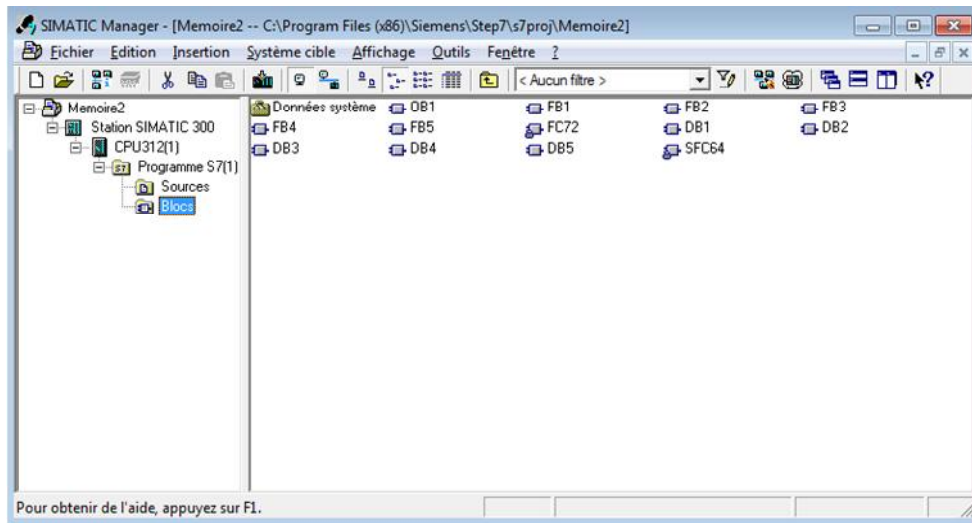 SIMATIC Manager - [Memoire2 -- C:\Program Files (x86)\Siemens\Step7\s7proj\Memoire2]
Fichier Edition Insertion Système cible Affichage Outils Fenêtre ?
< Aucun filtre >
Memoire2
Station SIMATIC 300
CPU312(1)
Programme S7(1)
Sources
Blocs
Données système OB1 FB1 FB2 FB3
FB4 FB5 FC72 DB1 DB2
DB3 DB4 DB5 SFC64
Pour obtenir de l'aide, appuyez sur F1.